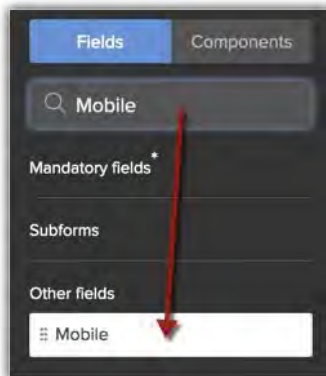 Fields Components
Mobile
Mandatory fields*
Subforms
Other fields
Mobile